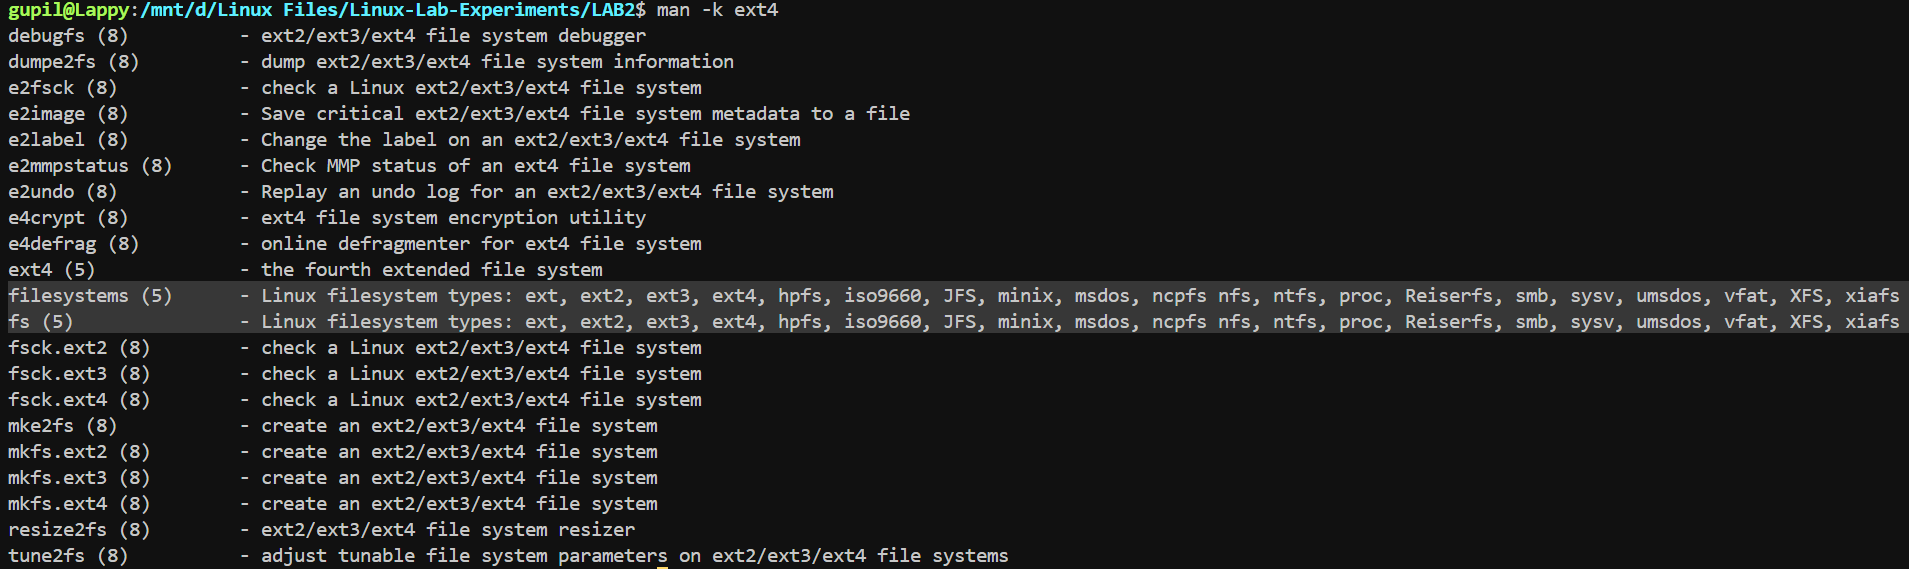 gupil@Lappy:/mnt/d/Linux Files/Linux-Lab-Experiments/LAB2$ man -k ext4
debugfs (8)          - ext2/ext3/ext4 file system debugger
dumpe2fs (8)         - dump ext2/ext3/ext4 file system information
e2fsck (8)           - check a Linux ext2/ext3/ext4 file system
e2image (8)          - Save critical ext2/ext3/ext4 file system metadata to a file
e2label (8)          - Change the label on an ext2/ext3/ext4 file system
e2mmpstatus (8)      - Check MMP status of an ext4 file system
e2undo (8)           - Replay an undo log for an ext2/ext3/ext4 file system
e4crypt (8)          - ext4 file system encryption utility
e4defrag (8)         - online defragmenter for ext4 file system
ext4 (5)             - the fourth extended file system
filesystems (5)      - Linux filesystem types: ext, ext2, ext3, ext4, hpfs, iso9660, JFS, minix, msdos, ncpfs nfs, ntfs, proc, Reiserfs, smb, sysv, umsdos, vfat, XFS, xiafs
fs (5)               - Linux filesystem types: ext, ext2, ext3, ext4, hpfs, iso9660, JFS, minix, msdos, ncpfs nfs, ntfs, proc, Reiserfs, smb, sysv, umsdos, vfat, XFS, xiafs
fsck.ext2 (8)        - check a Linux ext2/ext3/ext4 file system
fsck.ext3 (8)        - check a Linux ext2/ext3/ext4 file system
fsck.ext4 (8)        - check a Linux ext2/ext3/ext4 file system
mke2fs (8)           - create an ext2/ext3/ext4 file system
mkfs.ext2 (8)        - create an ext2/ext3/ext4 file system
mkfs.ext3 (8)        - create an ext2/ext3/ext4 file system
mkfs.ext4 (8)        - create an ext2/ext3/ext4 file system
resize2fs (8)        - ext2/ext3/ext4 file system resizer
tune2fs (8)          - adjust tunable file system parameters on ext2/ext3/ext4 file systems